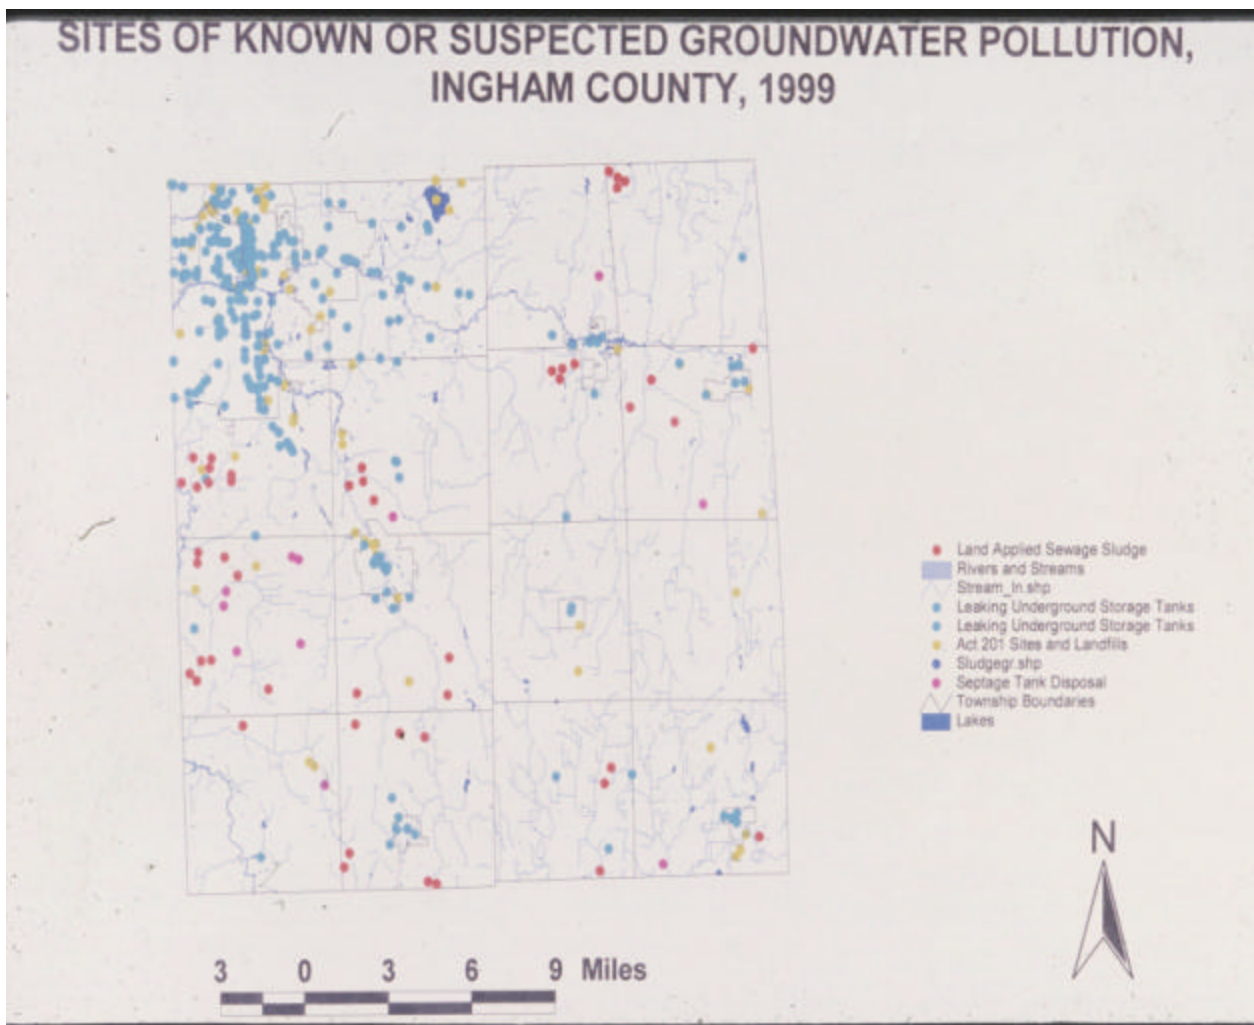 SITES OF KNOWN OR SUSPECTED GROUNDWATER POLLUTION,
INGHAM COUNTY, 1999
Land Applied Sewage Sludge
Rivers and Streams
Stream_ln.shp
Leaking Underground Storage Tanks
Leaking Underground Storage Tanks
Act 201 Sites and Landfills
Sludgegr.shp
Septage Tank Disposal
Township Boundaries
Lakes
N
3 0 3 6 9 Miles